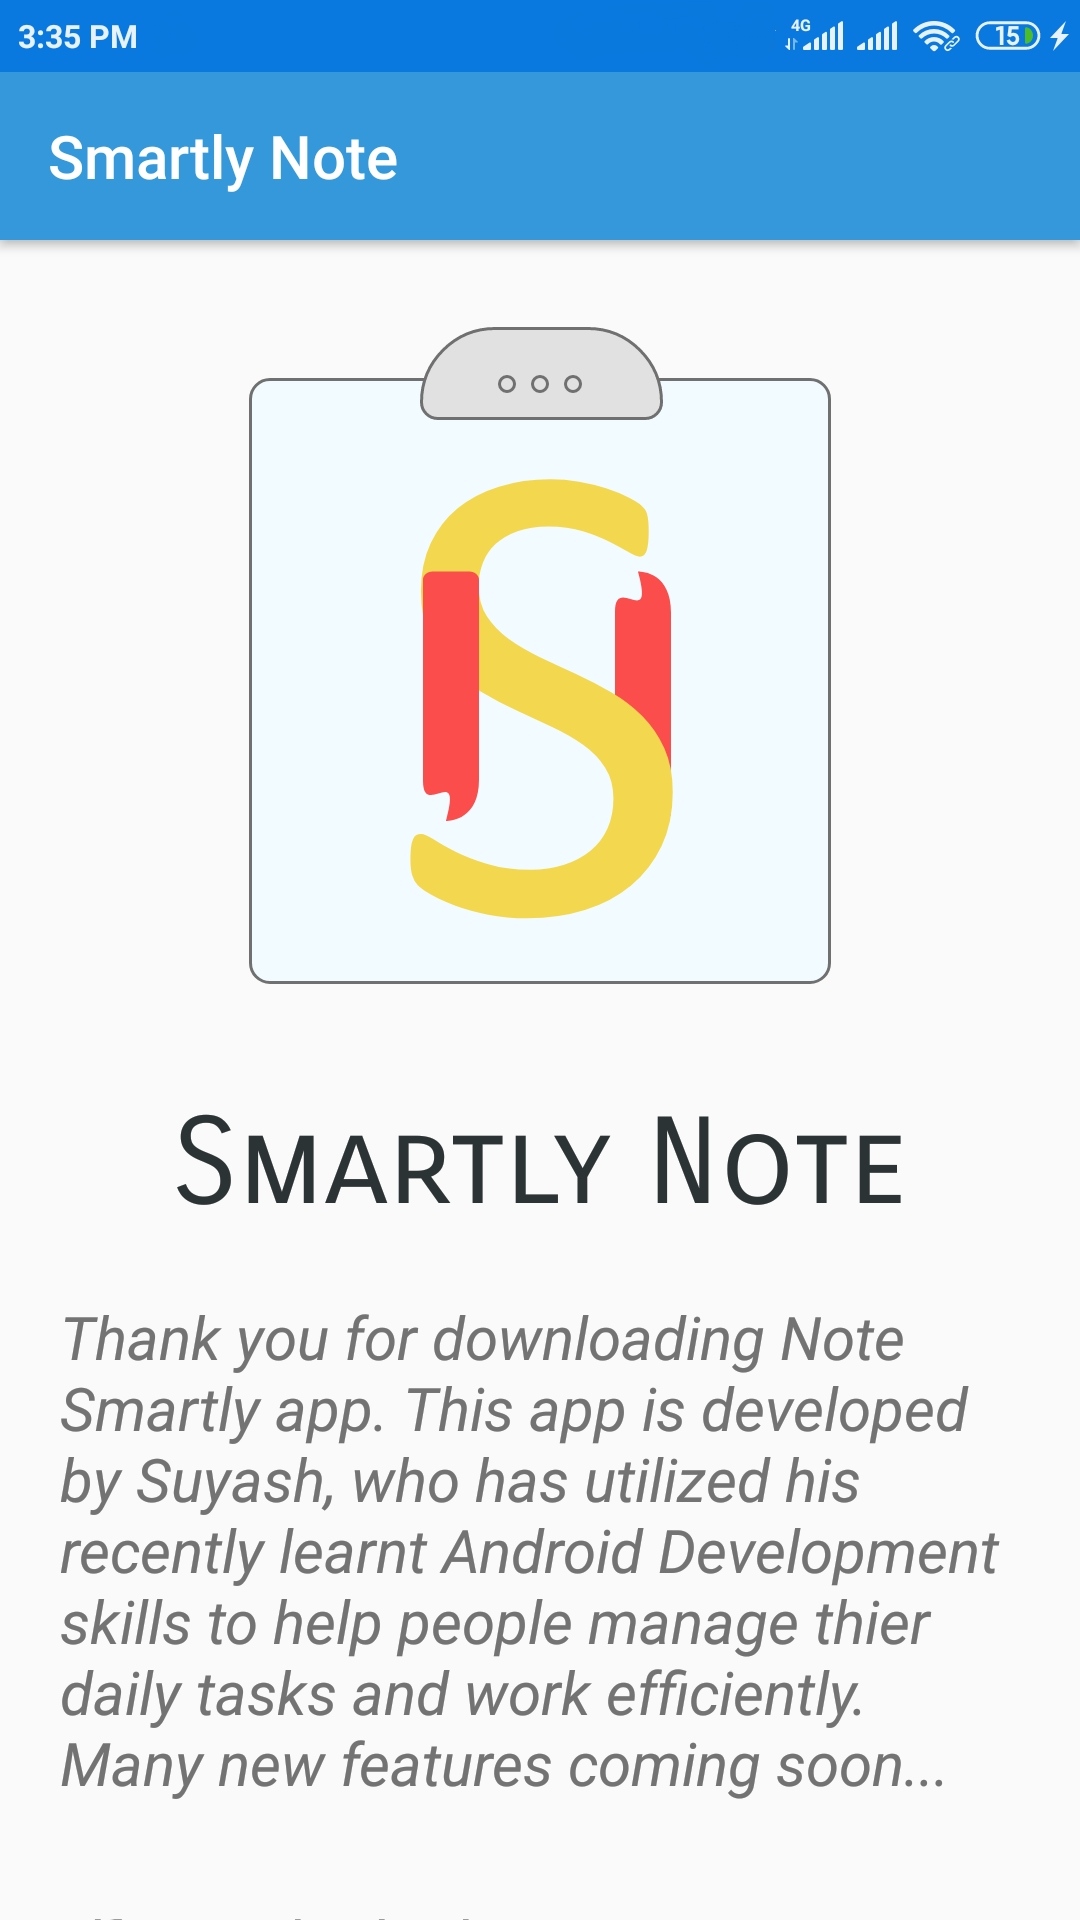 3:35 PM 4G 15
Smartly Note
Smartly Note
Thank you for downloading Note
Smartly app. This app is developed
by Suyash, who has utilized his
recently learnt Android Development
skills to help people manage thier
daily tasks and work efficiently.
Many new features coming soon...